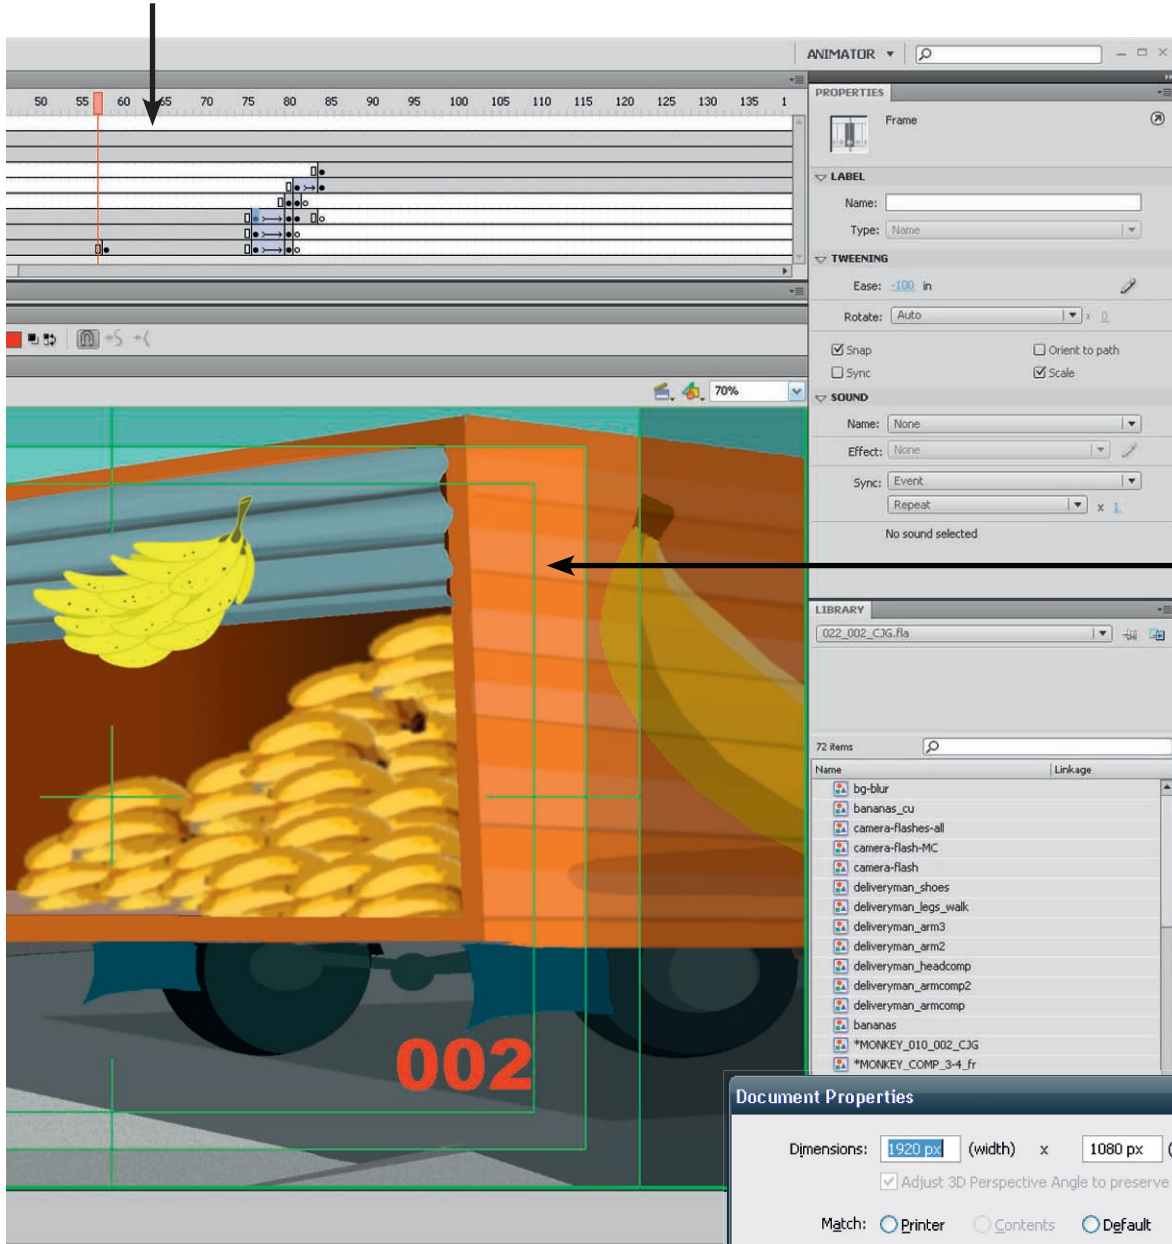 ANIMATOR
PROPERTIES
50 55 60 65 70 75 80 85 90 95 100 105 110 115 120 125 130 135 1
Frame
LABEL
Name:
Type: Name
TWEENING
Ease: -100 in
Rotate: Auto x 0
Snap Orient to path
Sync Scale
70%
SOUND
Name: None
Effect: None
Sync: Event
Repeat x 1
No sound selected
LIBRARY
022_002_CJG.fla
72 items
Name Linkage
bg-blur
bananas_cu
camera-flashes-all
camera-flash-MC
camera-flash
deliveryman_shoes
deliveryman_legs_walk
deliveryman_arm3
deliveryman_arm2
deliveryman_headcomp
deliveryman_armcomp2
deliveryman_armcomp
bananas
*MONKEY_010_002_CJG
*MONKEY_COMP_3-4_fr
002
Document Properties
Dimensions: 1920 px (width) x 1080 px (
Adjust 3D Perspective Angle to preserve
Match: Printer Contents Default